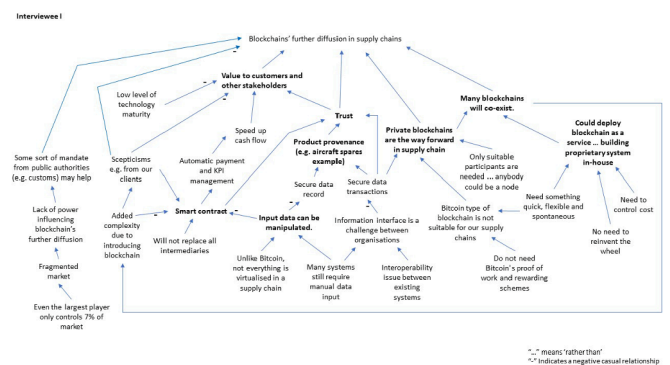 Interviewee I
Blockchains' further diffusion in supply chains
-
-
Value to customers and
other stakeholders
-
-
Low level of
technology
maturity
Many blockchains
will co-exist.
Trust
Speed up
cash flow
Private blockchains
are the way forward
in supply chain
Could deploy
blockchain as a
service ... building
proprietary system
in-house
Product provenance
(e.g. aircraft spares
example)
Some sort of mandate
from public authorities
(e.g. customs) may help
Scepticisms
e.g. from our
clients
Automatic payment
and KPI
management
Only suitable
participants are
needed ... anybody
could be a node
Secure data
record
Secure data
transactions
Lack of power
influencing
blockchain's
further diffusion
Added
complexity
due to
introducing
blockchain
-
Smart contract
-
-
-
Input data can be
manipulated.
Information interface is a
challenge between
organisations
Bitcoin type of
blockchain is not
suitable for our supply
chains
Need something
quick, flexible and
spontaneous
Need to
control cost
Will not replace all
intermediaries
No need to
reinvent the
wheel
Fragmented
market
Unlike Bitcoin,
not everything is
virtualised in a
supply chain
Many systems
still require
manual data
input
Interoperability
issue between
existing
systems
Do not need
Bitcoin's proof of
work and rewarding
schemes
Even the largest player
only controls 7% of
market
"..." means 'rather than'
"-" Indicates a negative casual relationship